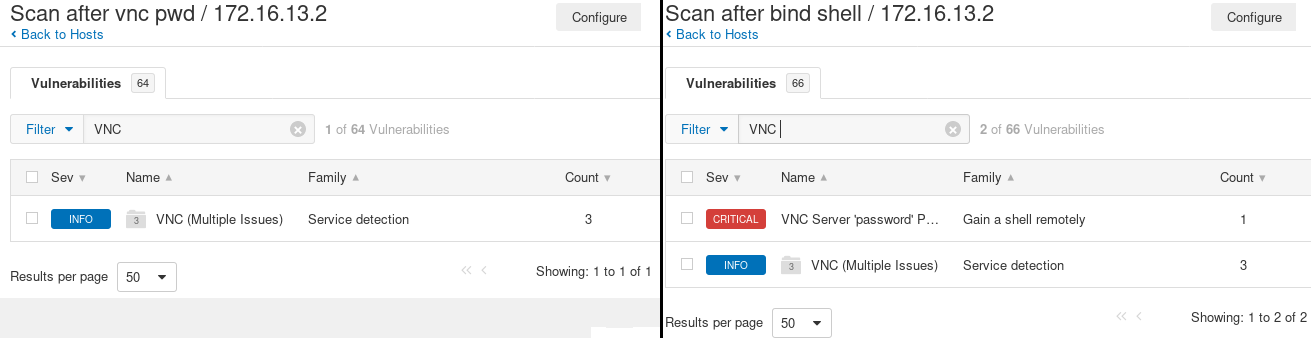 Scan after vnc pwd / 172.16.13.2
Configure
Back to Hosts
Vulnerabilities 64
Filter VNC 1 of 64 Vulnerabilities
Sev Name Family Count
INFO 3 VNC (Multiple Issues) Service detection 3
Results per page 50 Showing: 1 to 1 of 1
Scan after bind shell / 172.16.13.2
Configure
Back to Hosts
Vulnerabilities 66
Filter VNC 2 of 66 Vulnerabilities
Sev Name Family Count
CRITICAL VNC Server 'password' P... Gain a shell remotely 1
INFO 3 VNC (Multiple Issues) Service detection 3
Results per page 50 Showing: 1 to 2 of 2